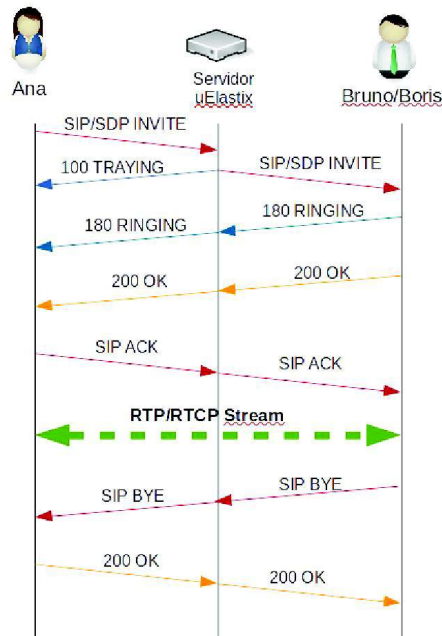 Ana
Servidor
uElastix
Bruno/Boris
SIP/SDP INVITE
100 TRAYING
SIP/SDP INVITE
180 RINGING
180 RINGING
200 OK
200 OK
SIP ACK
SIP ACK
RTP/RTCP Stream
SIP BYE
SIP BYE
200 OK
200 OK